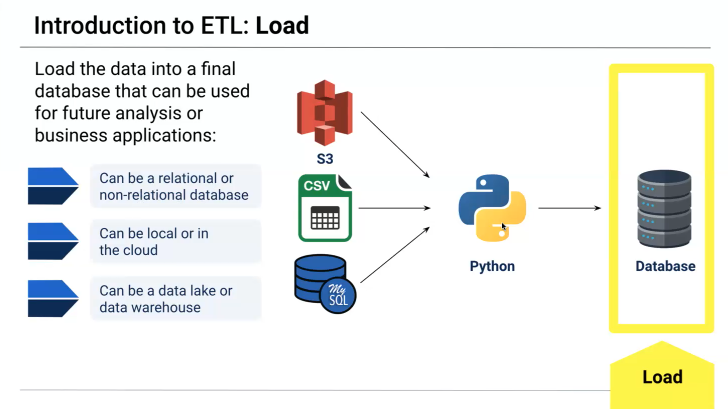 Introduction to ETL: Load
Load the data into a final
database that can be used
for future analysis or
business applications:
Can be a relational or
non-relational database
Can be local or in
the cloud
Can be a data lake or
data warehouse
S3
CSV
My
SQL
Python
Database
Load